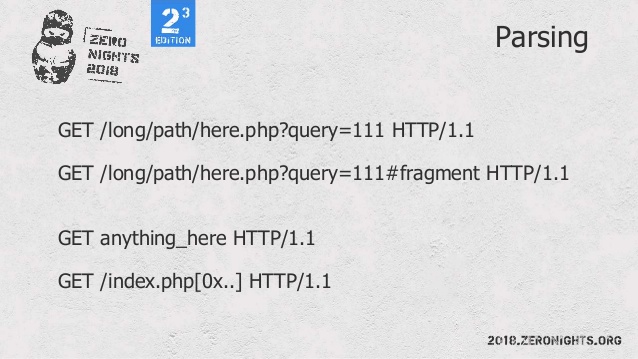 ZERO
NIGHTS
2018
2³
EDITION
Parsing
GET /long/path/here.php?query=111 HTTP/1.1
GET /long/path/here.php?query=111#fragment HTTP/1.1
GET anything_here HTTP/1.1
GET /index.php[0x..] HTTP/1.1
2018.ZERONIGHTS.ORG